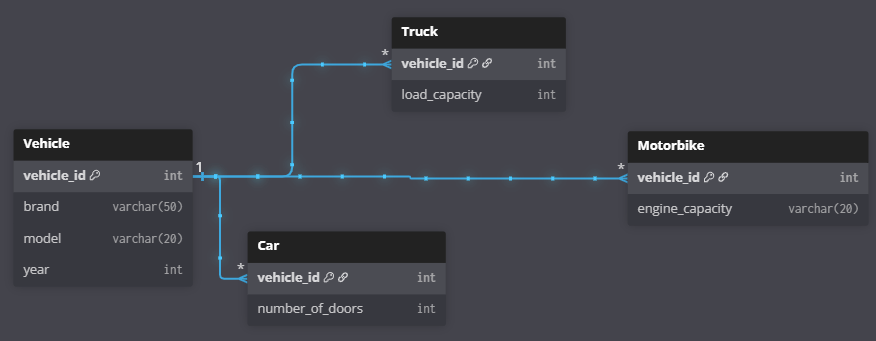 Truck
*
vehicle_id int
load_capacity int
Vehicle
1
vehicle_id int
brand varchar(50)
model varchar(20)
year int
Motorbike
*
vehicle_id int
engine_capacity varchar(20)
Car
*
vehicle_id int
number_of_doors int